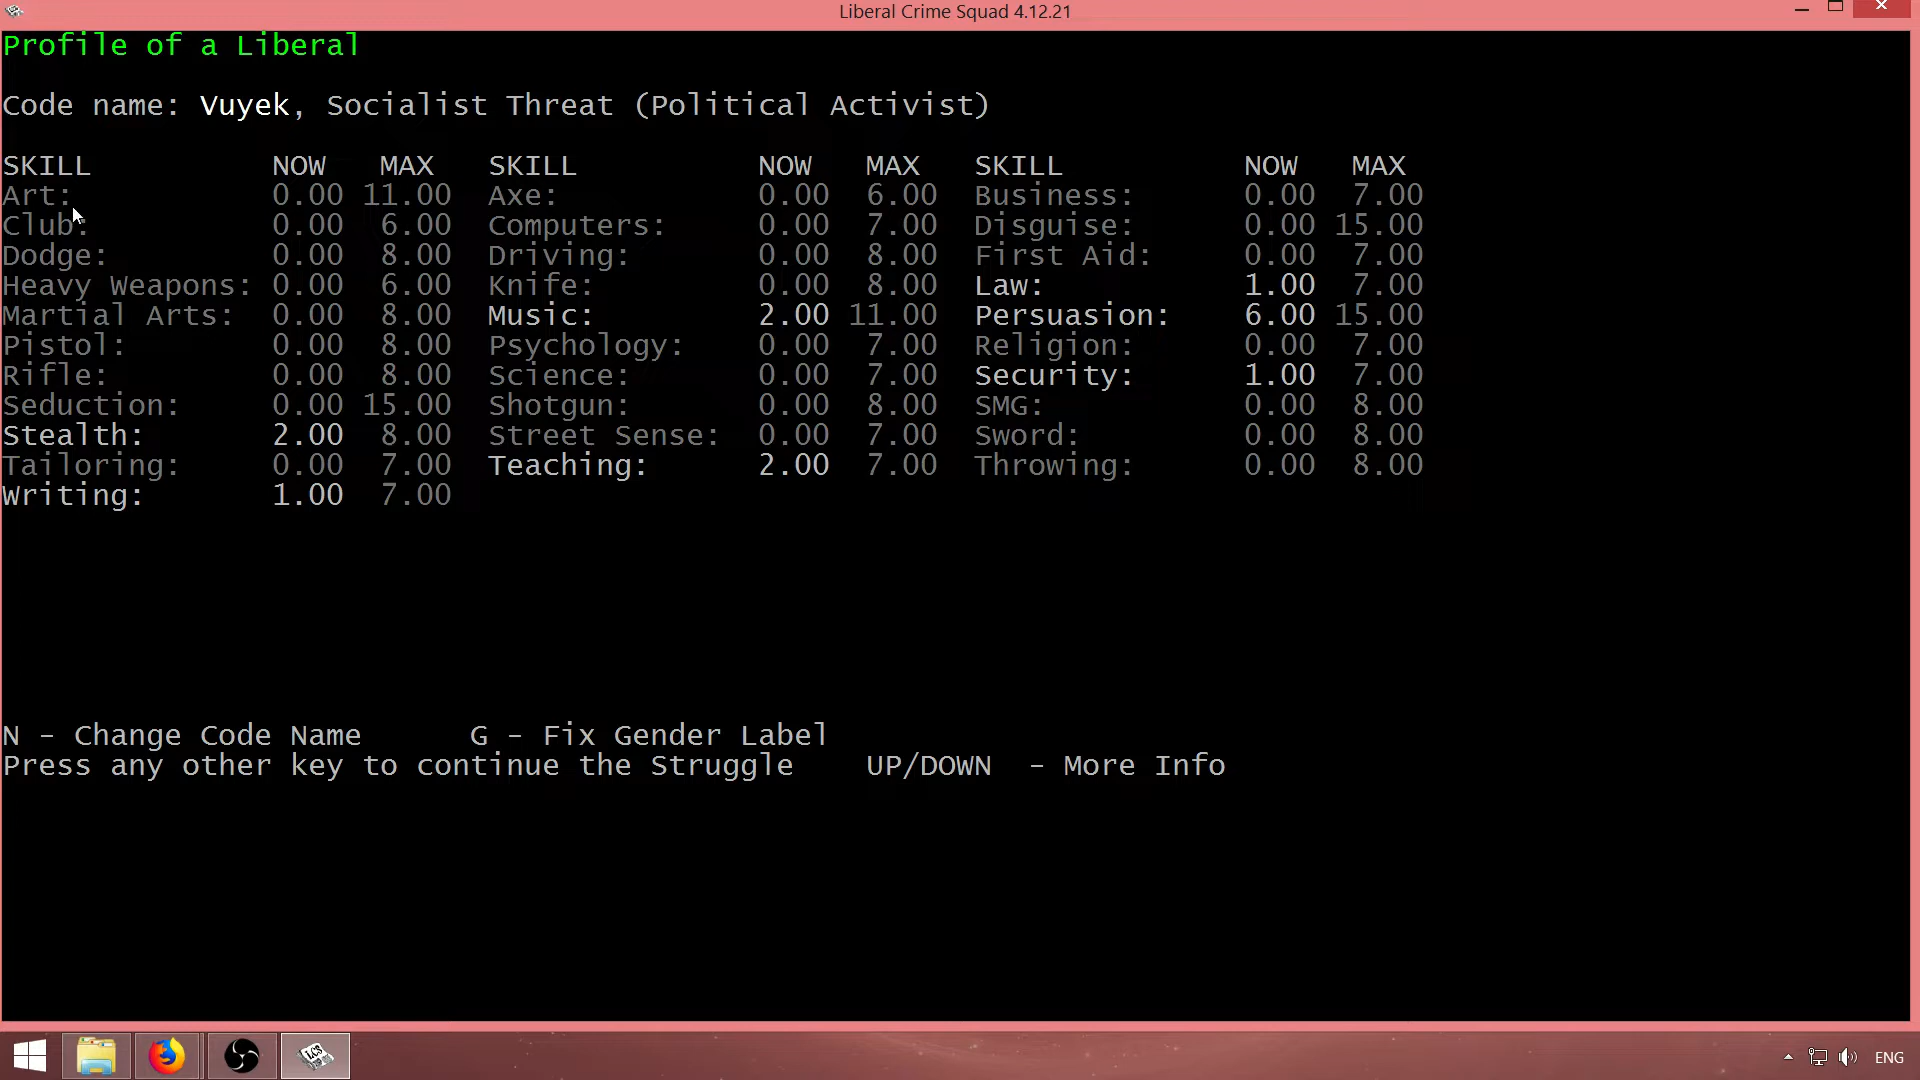 Liberal Crime Squad 4.12.21
Profile of a Liberal
Code name: Vuyek, Socialist Threat (Political Activist)
SKILL NOW MAX SKILL NOW MAX SKILL NOW MAX
Art: 0.00 11.00 Axe: 0.00 6.00 Business: 0.00 7.00
Club: 0.00 6.00 Computers: 0.00 7.00 Disguise: 0.00 15.00
Dodge: 0.00 8.00 Driving: 0.00 8.00 First Aid: 0.00 7.00
Heavy Weapons: 0.00 6.00 Knife: 0.00 8.00 Law: 1.00 7.00
Martial Arts: 0.00 8.00 Music: 2.00 11.00 Persuasion: 6.00 15.00
Pistol: 0.00 8.00 Psychology: 0.00 7.00 Religion: 0.00 7.00
Rifle: 0.00 8.00 Science: 0.00 7.00 Security: 1.00 7.00
Seduction: 0.00 15.00 Shotgun: 0.00 8.00 SMG: 0.00 8.00
Stealth: 2.00 8.00 Street Sense: 0.00 7.00 Sword: 0.00 8.00
Tailoring: 0.00 7.00 Teaching: 2.00 7.00 Throwing: 0.00 8.00
Writing: 1.00 7.00
N - Change Code Name G - Fix Gender Label
Press any other key to continue the Struggle UP/DOWN - More Info
LCS
ENG